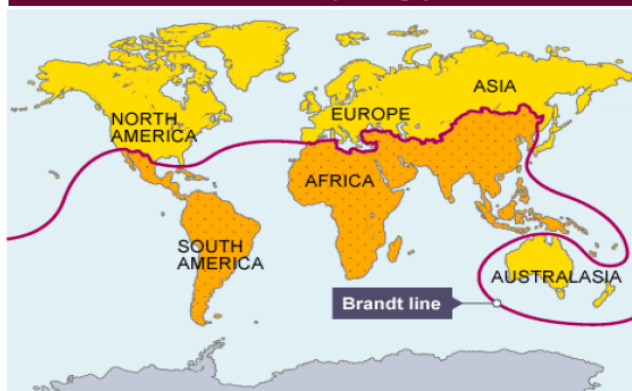 ASIA
NORTH
AMERICA
EUROPE
AFRICA
SOUTH
AMERICA
AUSTRALASIA
Brandt line